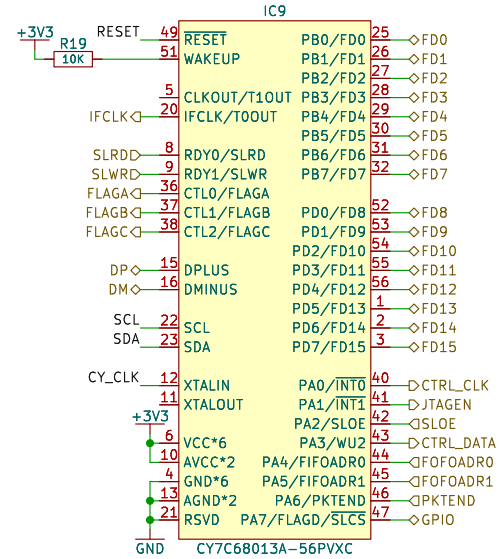 IC9
+3V3
R19
10K
RESET 49 RESET PB0/FD0 25 FD0
51 WAKEUP PB1/FD1 26 FD1
PB2/FD2 27 FD2
5 CLKOUT/T1OUT PB3/FD3 28 FD3
IFCLK 20 IFCLK/T0OUT PB4/FD4 29 FD4
PB5/FD5 30 FD5
SLRD 8 RDY0/SLRD PB6/FD6 31 FD6
SLWR 9 RDY1/SLWR PB7/FD7 32 FD7
FLAGA 36 CTL0/FLAGA
FLAGB 37 CTL1/FLAGB PD0/FD8 52 FD8
FLAGC 38 CTL2/FLAGC PD1/FD9 53 FD9
PD2/FD10 54 FD10
DP 15 DPLUS PD3/FD11 55 FD11
DM 16 DMINUS PD4/FD12 56 FD12
PD5/FD13 1 FD13
SCL 22 SCL PD6/FD14 2 FD14
SDA 23 SDA PD7/FD15 3 FD15
CY_CLK 12 XTALIN PA0/INT0 40 CTRL_CLK
11 XTALOUT PA1/INT1 41 JTAGEN
+3V3 PA2/SLOE 42 SLOE
6 VCC*6 PA3/WU2 43 CTRL_DATA
10 AVCC*2 PA4/FIFOADR0 44 FOFOADR0
4 GND*6 PA5/FIFOADR1 45 FOFOADR1
13 AGND*2 PA6/PKTEND 46 PKTEND
21 RSVD PA7/FLAGD/SLCS 47 GPIO
GND
CY7C68013A-56PVXC